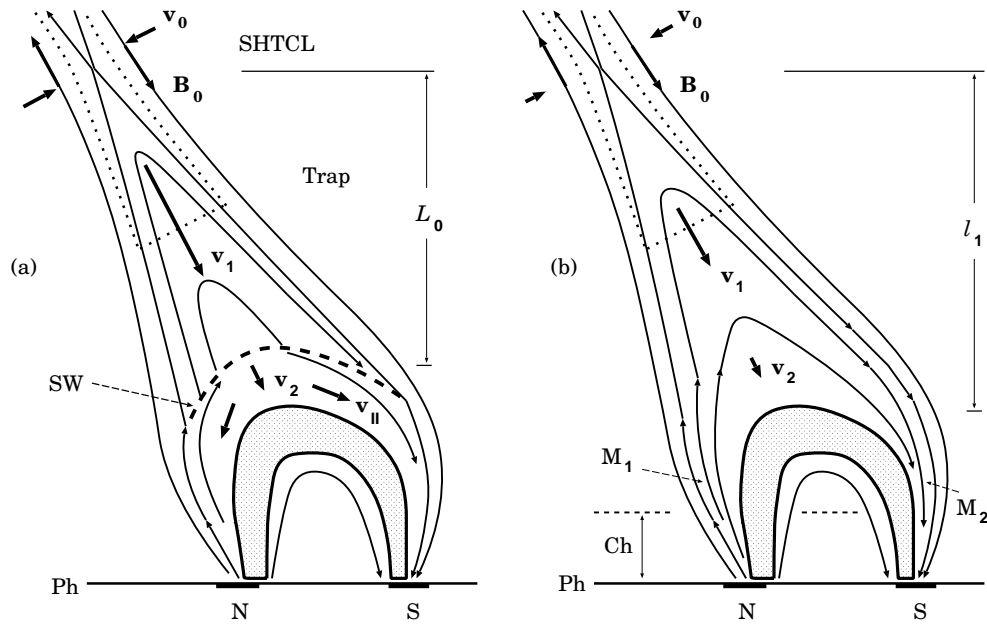 v₀
SHTCL
B₀
Trap
L₀
(a)
v₁
SW
v₂
v∥
Ph
N
S
v₀
B₀
l₁
(b)
v₁
v₂
M₁
M₂
Ch
Ph
N
S